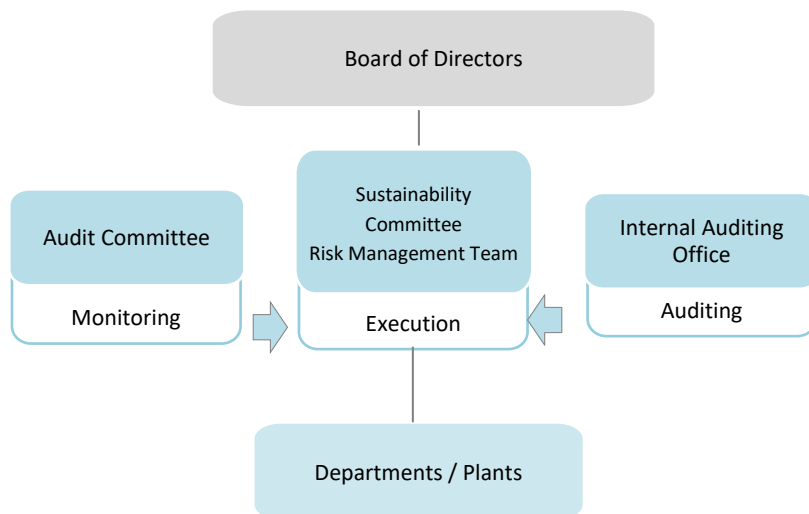 Board of Directors
Audit Committee
Monitoring
Sustainability
Committee
Risk Management Team
Execution
Internal Auditing
Office
Auditing
Departments / Plants